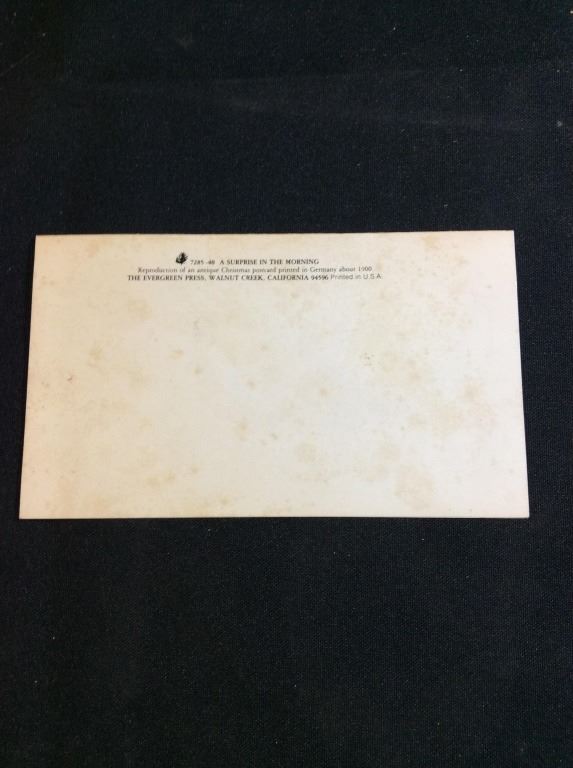 7285-40 A SURPRISE IN THE MORNING
Reproduction of an antique Christmas postcard printed in Germany about 1900
THE EVERGREEN PRESS, WALNUT CREEK, CALIFORNIA 94596 Printed in U.S.A.